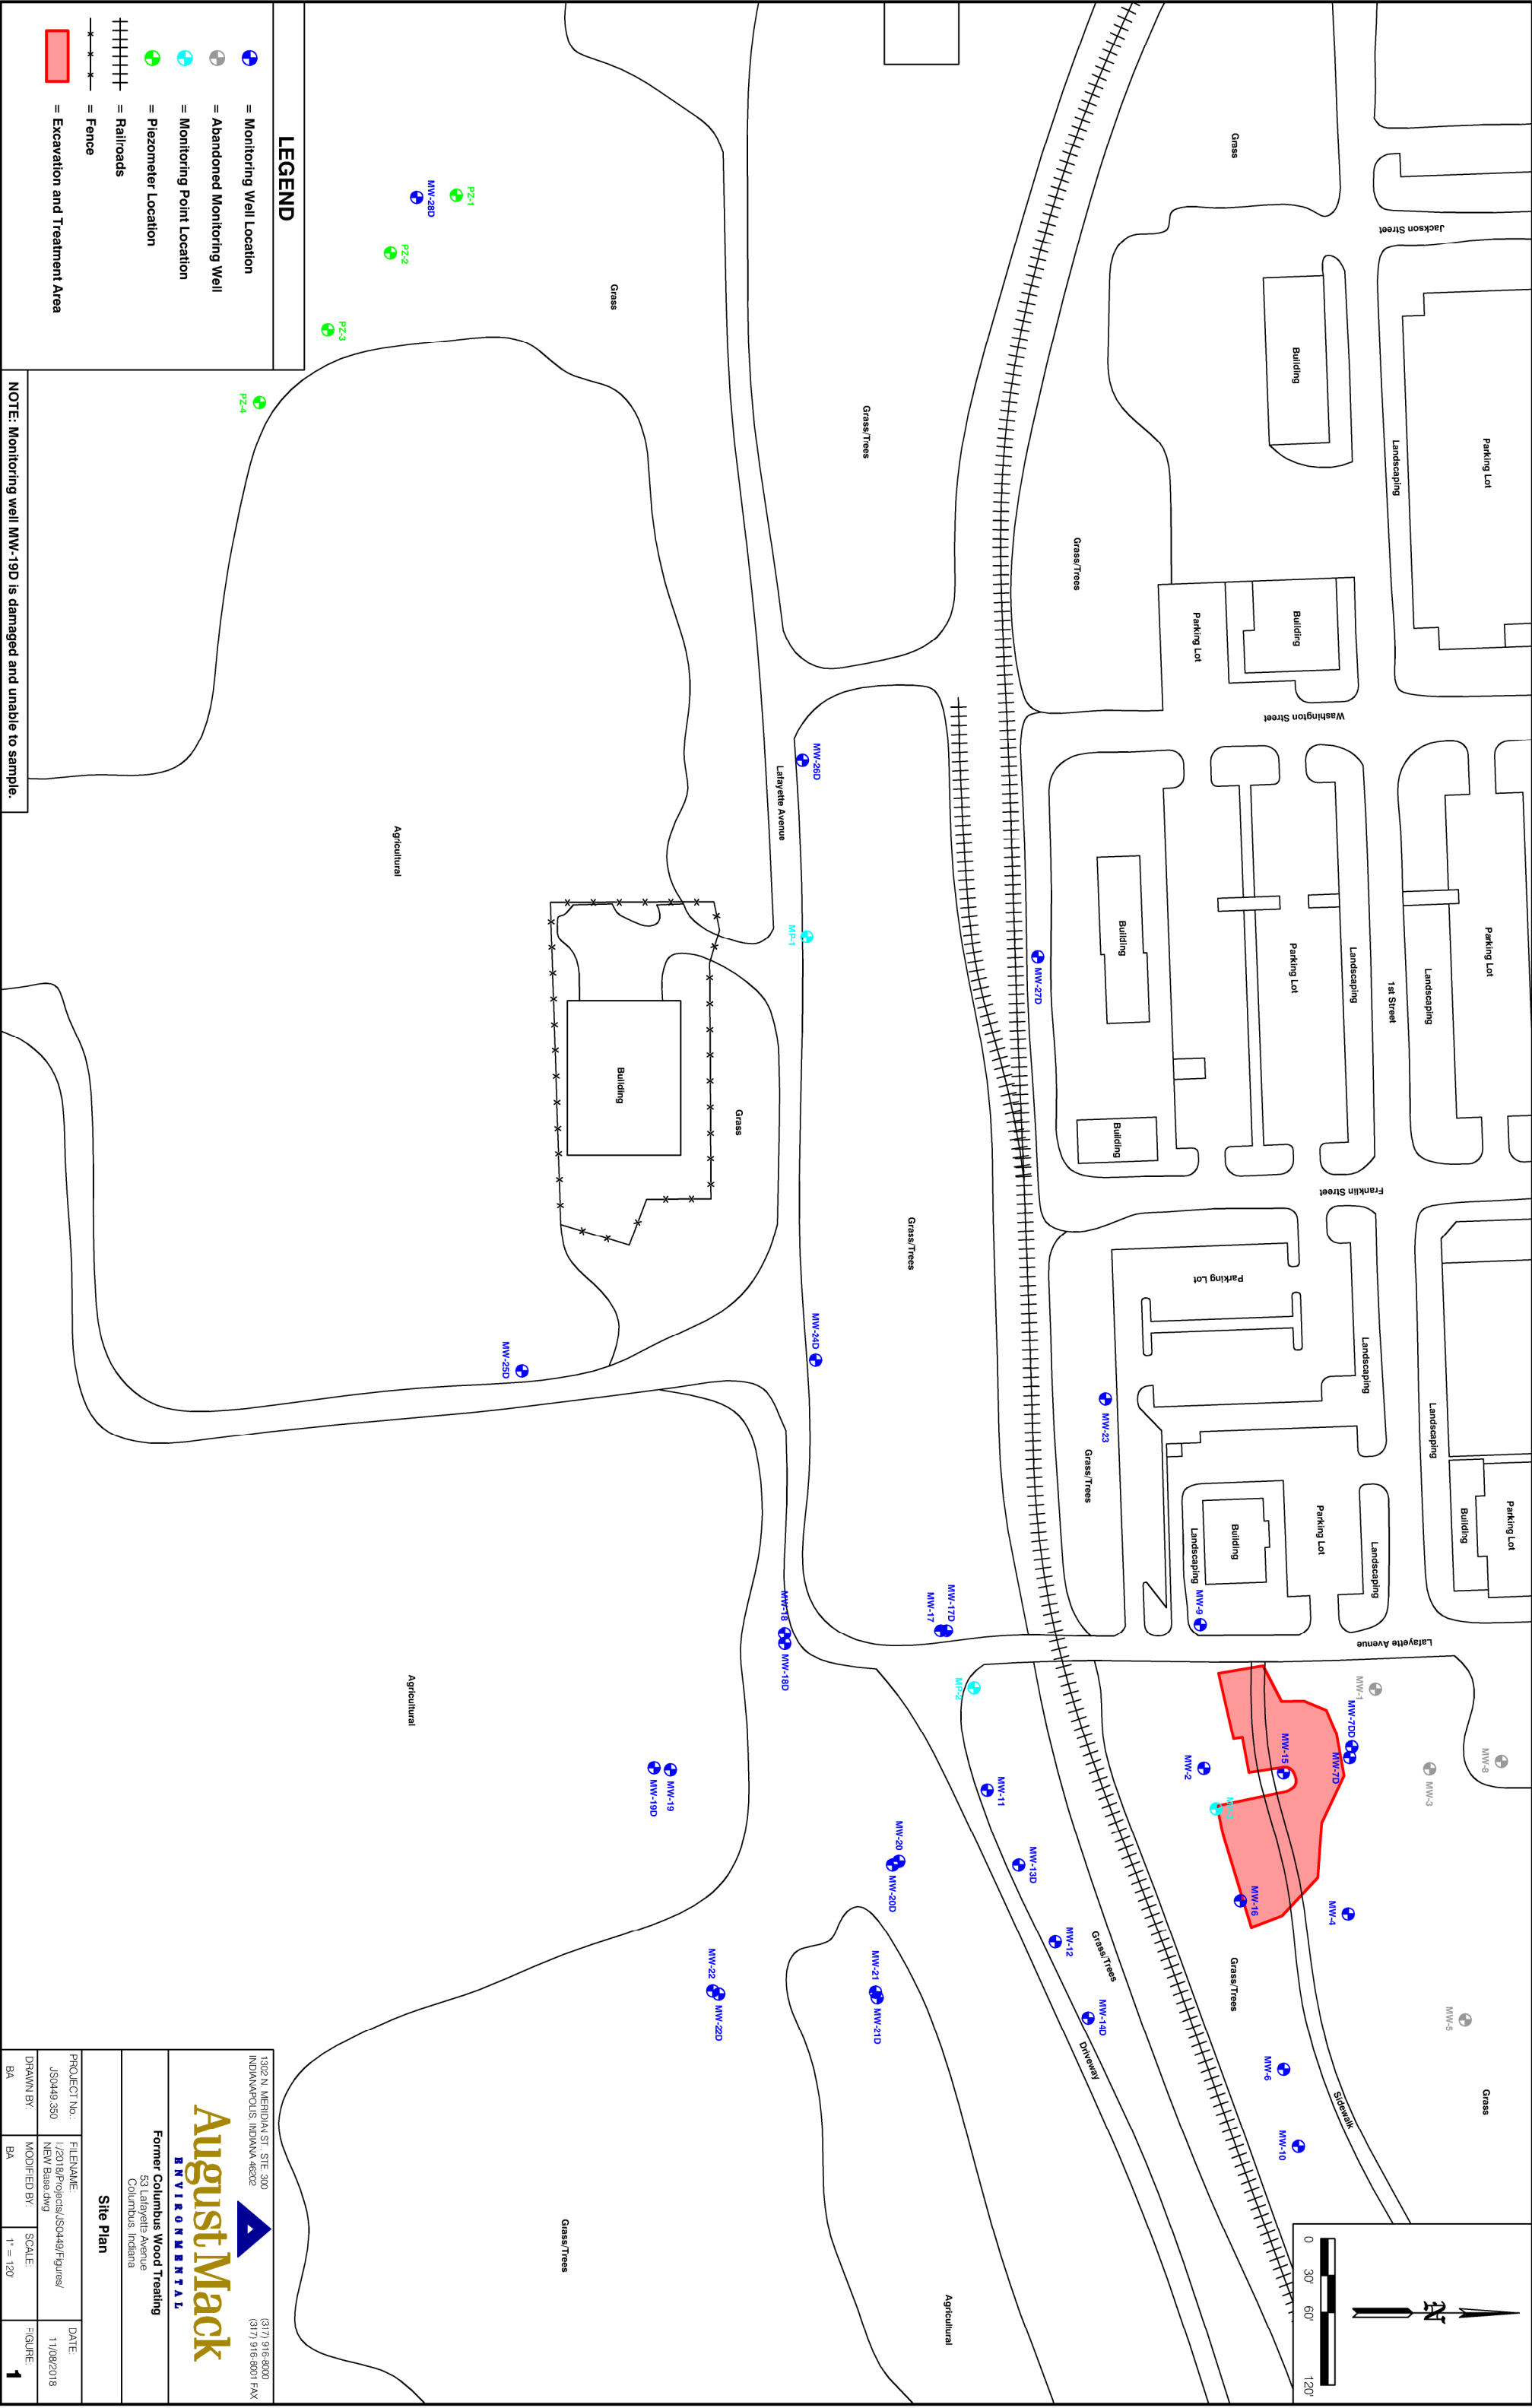 LEGEND
= Monitoring Well Location
= Abandoned Monitoring Well
= Monitoring Point Location
= Piezometer Location
= Railroads
= Fence
= Excavation and Treatment Area
NOTE: Monitoring well MW-19D is damaged and unable to sample.
Parking Lot
Landscaping
Jackson Street
Building
Grass
Parking Lot
Building
Washington Street
Grass/Trees
Grass/Trees
Grass
PZ-1
MW-28D
PZ-2
PZ-3
PZ-4
Parking Lot
Landscaping
1st Street
Landscaping
Parking Lot
Building
Building
Franklin Street
MW-27D
MW-26D
Lafayette Avenue
MP-1
Grass
Building
Agricultural
Grass/Trees
Parking Lot
Landscaping
Landscaping
MW-23
Grass/Trees
MW-24D
MW-25D
Parking Lot
Building
Landscaping
Parking Lot
Building
Landscaping
MW-9
Lafayette Avenue
MW-17D
MW-17
MW-18
MW-18D
MP-2
MW-1
MW-8
MW-3
MW-7DD
MW-7D
MW-15
MW-2
MP-3
MW-16
MW-4
MW-5
MW-6
MW-10
Grass
Sidewalk
Grass/Trees
Grass/Trees
MW-11
MW-13D
MW-12
MW-14D
Driveway
MW-19
MW-19D
MW-20
MW-20D
MW-21
MW-21D
MW-22
MW-22D
Agricultural
Grass/Trees
Agricultural
N
0 30' 60' 120'
1302 N. MERIDIAN ST., STE. 300
INDIANAPOLIS, INDIANA 46202
(317) 916-8000
(317) 916-8001 FAX
August Mack
ENVIRONMENTAL
Former Columbus Wood Treating
53 Lafayette Avenue
Columbus, Indiana
Site Plan
PROJECT No.:
JS0449.350
FILENAME:
I:/2018/Projects/JS0449/Figures/
NEW Base.dwg
DATE:
11/08/2018
DRAWN BY:
BA
MODIFIED BY:
BA
SCALE:
1" = 120'
FIGURE:
1